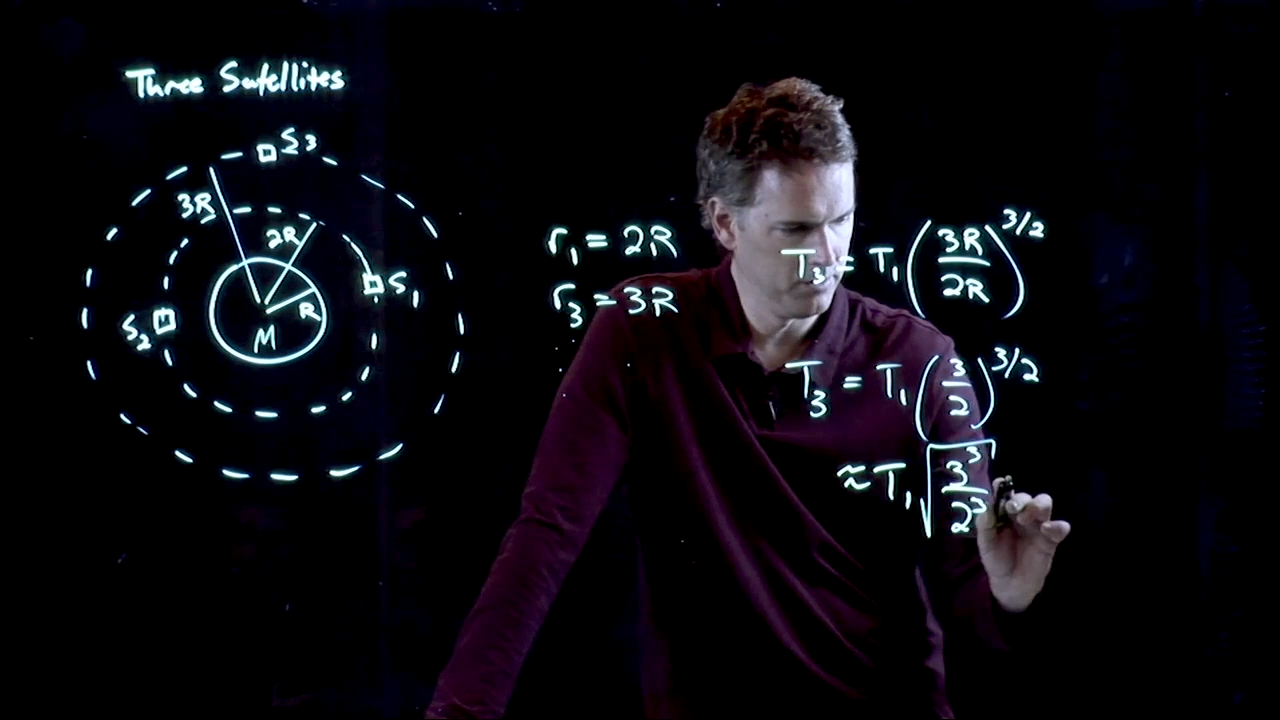 Three Satellites
S3
3R
2R
S1
R
S2
M
r1 = 2R
r3 = 3R
T3 = T1 (3R/2R)^3/2
T3 = T1 (3/2)^3/2
≈ T1 √(3^3/2^3)